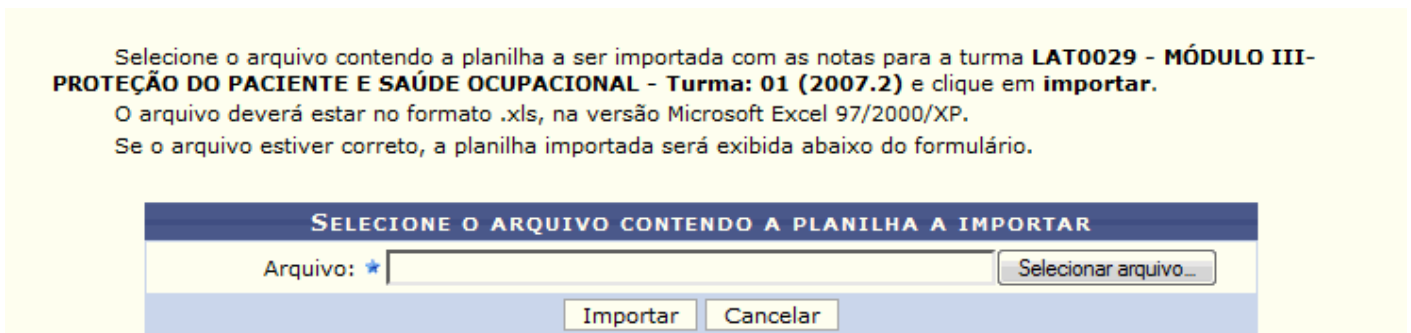 Selecione o arquivo contendo a planilha a ser importada com as notas para a turma LAT0029 - MÓDULO III-
PROTEÇÃO DO PACIENTE E SAÚDE OCUPACIONAL - Turma: 01 (2007.2) e clique em importar.
O arquivo deverá estar no formato .xls, na versão Microsoft Excel 97/2000/XP.
Se o arquivo estiver correto, a planilha importada será exibida abaixo do formulário.
SELECIONE O ARQUIVO CONTENDO A PLANILHA A IMPORTAR
Arquivo: Selecionar arquivo...
Importar Cancelar